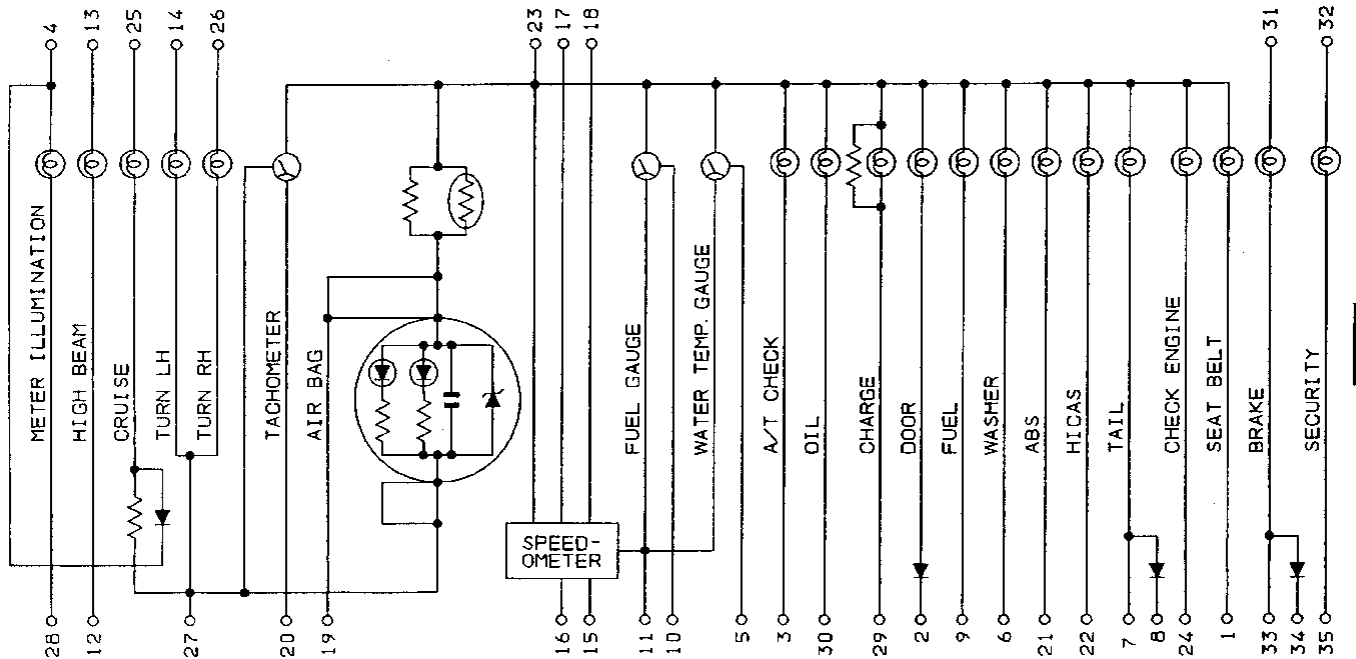 4
13
25
14
26
23
17
18
31
32
METER ILLUMINATION
HIGH BEAM
CRUISE
TURN LH
TURN RH
TACHOMETER
AIR BAG
FUEL GAUGE
WATER TEMP. GAUGE
A/T CHECK
OIL
CHARGE
DOOR
FUEL
WASHER
ABS
HICAS
TAIL
CHECK ENGINE
SEAT BELT
BRAKE
SECURITY
SPEED-
OMETER
28
12
27
20
19
16
15
11
10
5
3
30
29
2
9
6
21
22
7
8
24
1
33
34
35